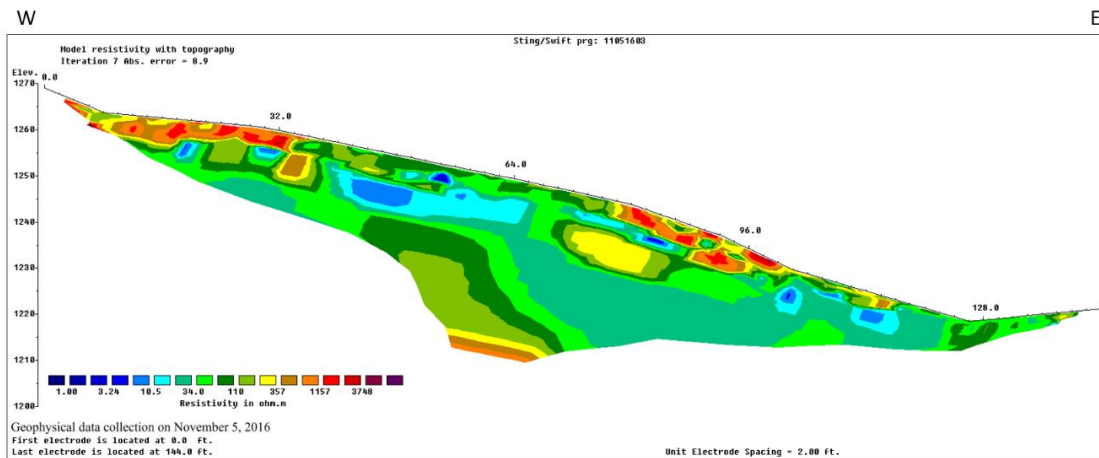 W
E
Sting/Swift prg: 11051603
Model resistivity with topography
Iteration 7 Abs. error = 8.9
Elev.
0.0
1270
32.0
1260
64.0
1250
1240
96.0
1230
128.0
1220
1210
1200
1.00 3.24 10.5 34.0 110 357 1157 3748
Resistivity in ohm.m
Geophysical data collection on November 5, 2016
First electrode is located at 0.0 ft.
Last electrode is located at 144.0 ft.
Unit Electrode Spacing = 2.00 ft.